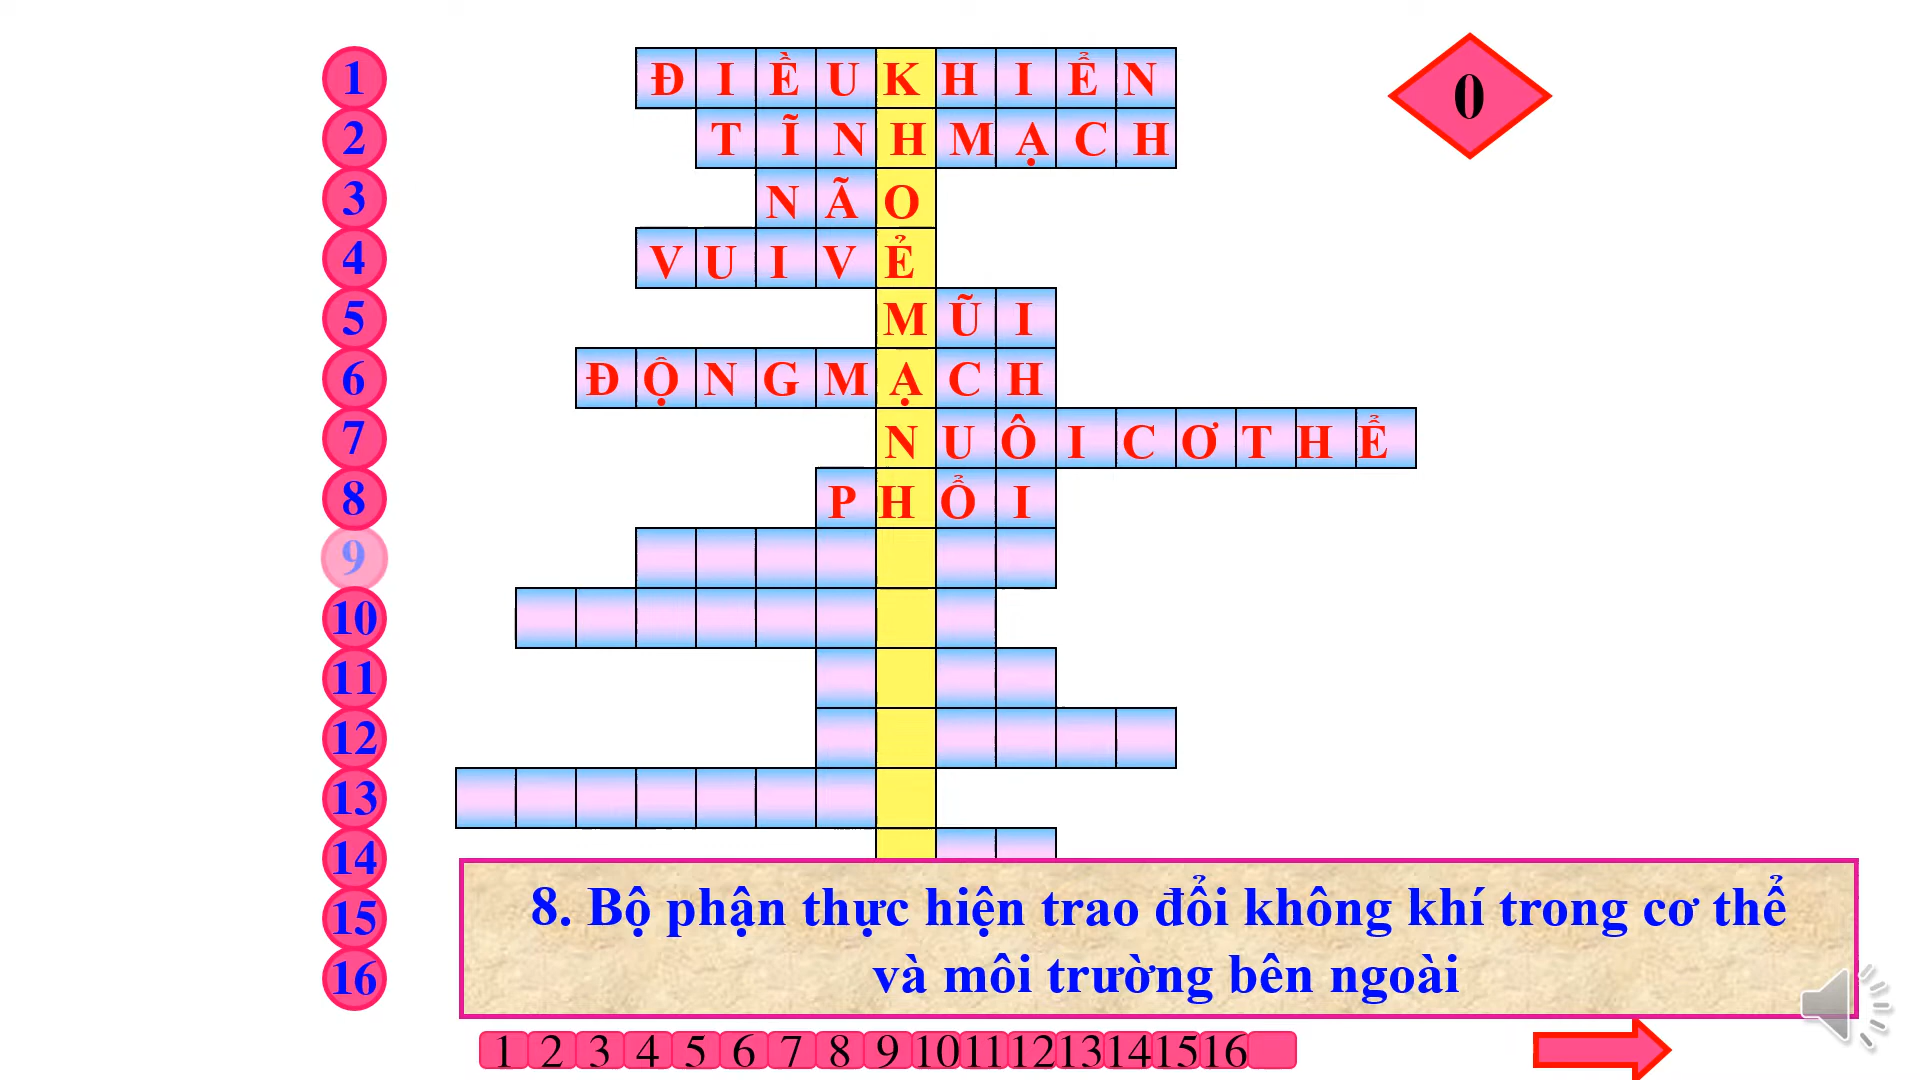 1 ĐIỀUKHIỂN 0
2 TĨNHMẠCH
3 NÃO
4 VUIVẺ
5 MŨI
6 ĐỘNGMẠCH
7 NUÔICƠTHỂ
8 PHỔI
9
10
11
12
13
14
15
16
8. Bộ phận thực hiện trao đổi không khí trong cơ thể
và môi trường bên ngoài
1 2 3 4 5 6 7 8 9 10 11 12 13 14 15 16